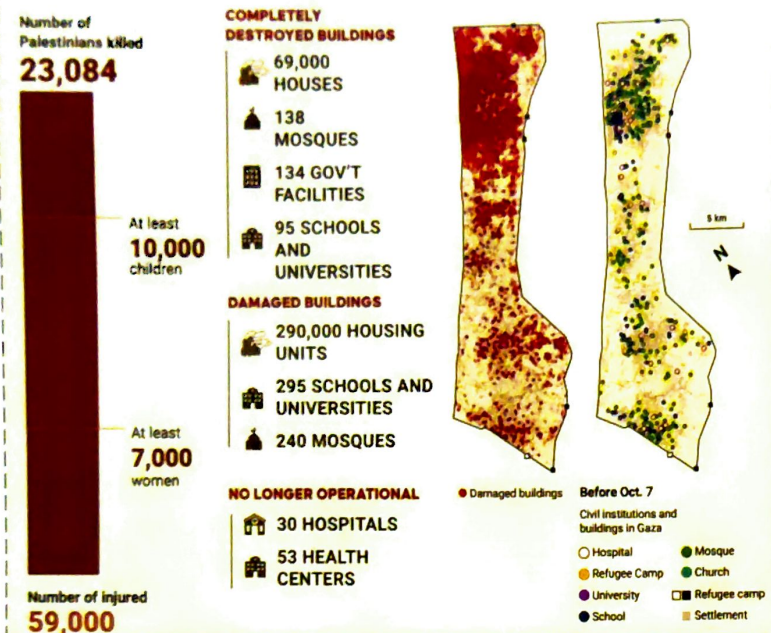 Number of
Palestinians killed
23,084
At least
10,000
children
At least
7,000
women
Number of injured
59,000
COMPLETELY
DESTROYED BUILDINGS
69,000
HOUSES
138
MOSQUES
134 GOV'T
FACILITIES
95 SCHOOLS
AND
UNIVERSITIES
DAMAGED BUILDINGS
290,000 HOUSING
UNITS
295 SCHOOLS AND
UNIVERSITIES
240 MOSQUES
NO LONGER OPERATIONAL
30 HOSPITALS
53 HEALTH
CENTERS
5 km
N
Damaged buildings
Before Oct. 7
Civil institutions and
buildings in Gaza
Hospital
Refugee Camp
University
School
Mosque
Church
Refugee camp
Settlement